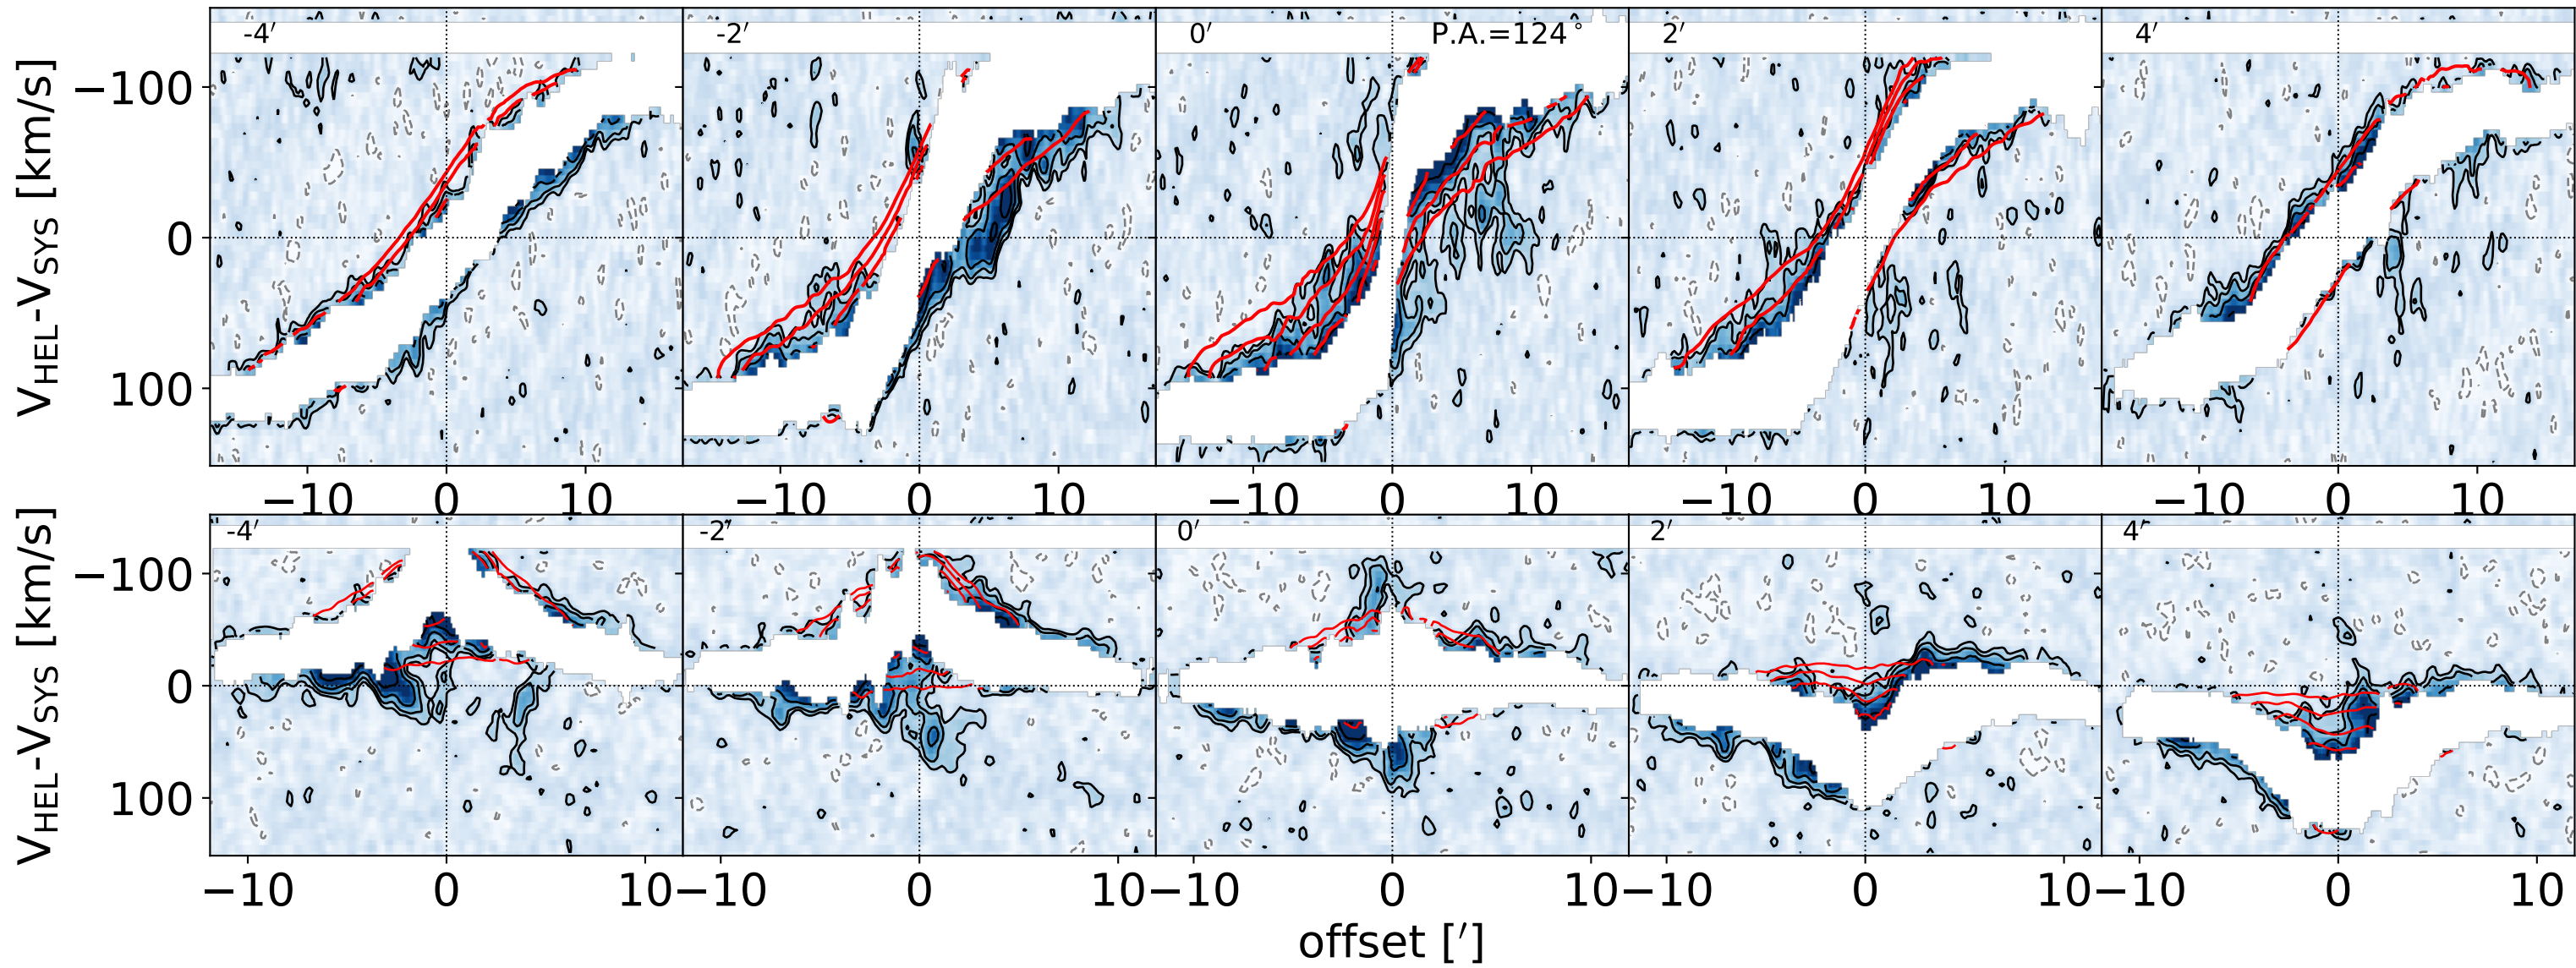 -4′ -2′ 0′ P.A.=124° 2′ 4′
V_HEL-V_SYS [km/s]
−100
0
100
−10 0 10 −10 0 10 −10 0 10 −10 0 10 −10 0 10
-4′ -2′ 0′ 2′ 4′
V_HEL-V_SYS [km/s]
−100
0
100
−10 0 10 −10 0 10 −10 0 10 −10 0 10 −10 0 10
offset [′]